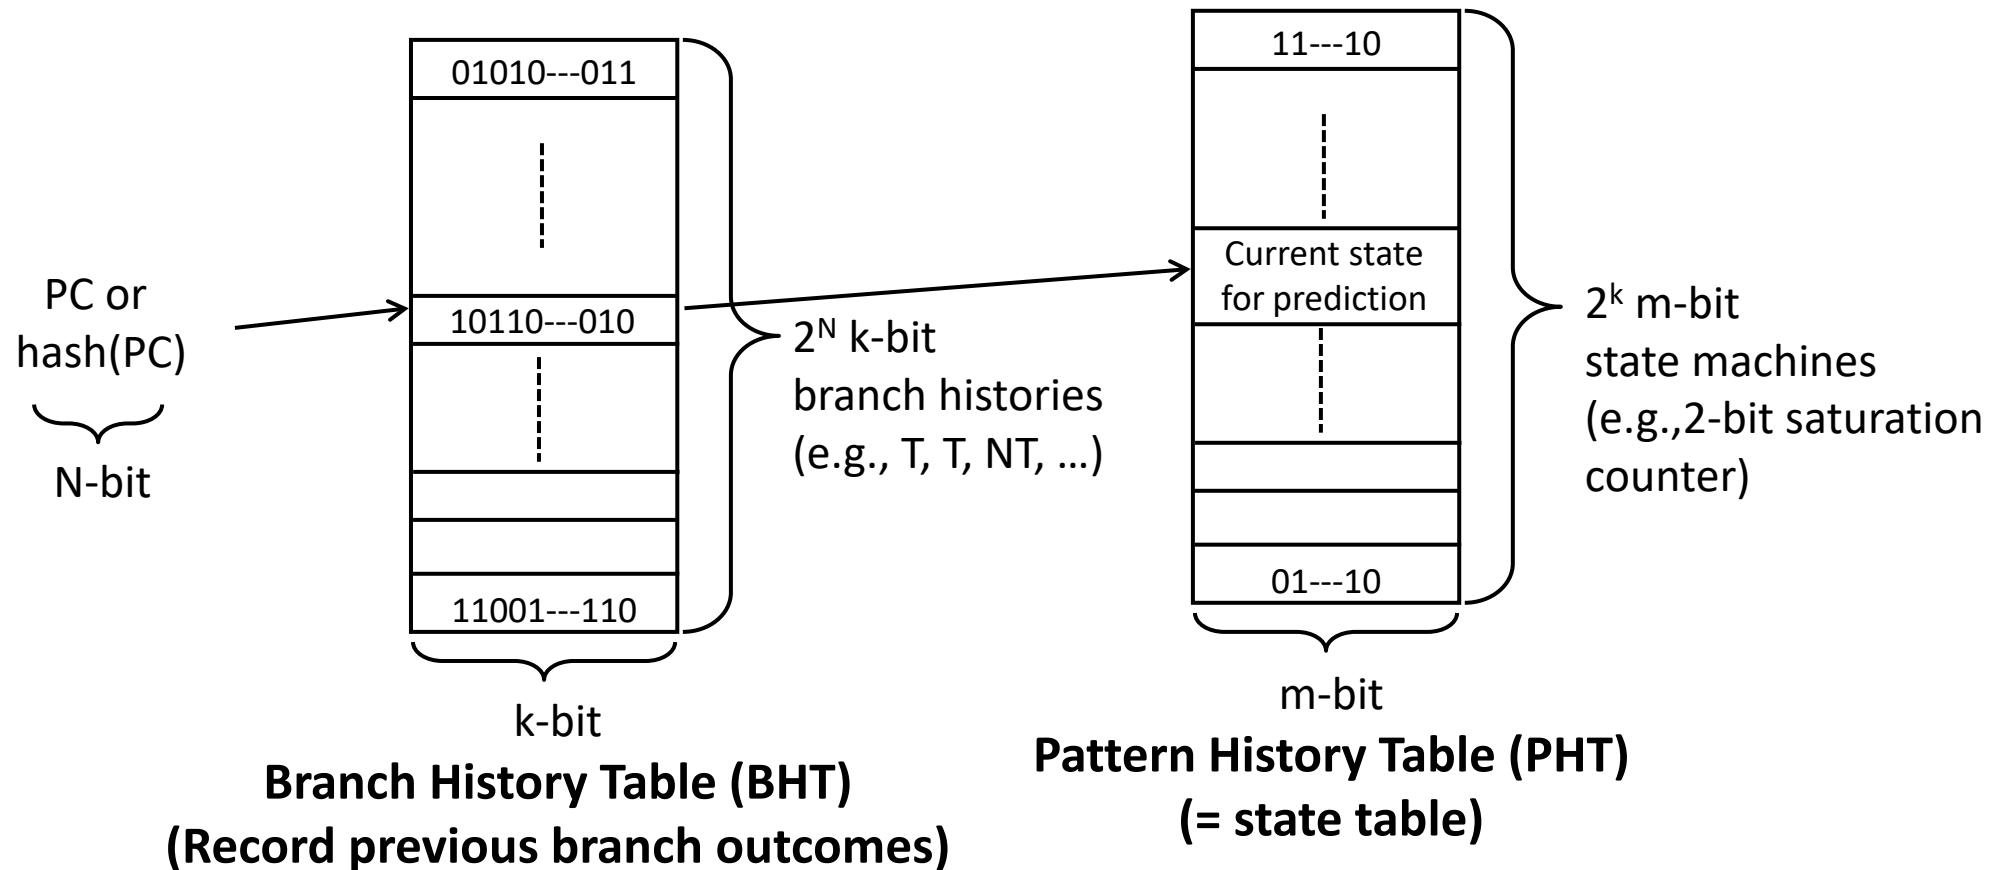 PC or
hash(PC)
N-bit
01010---011
10110---010
11001---110
k-bit
Branch History Table (BHT)
(Record previous branch outcomes)
2ᴺ k-bit
branch histories
(e.g., T, T, NT, …)
11---10
Current state
for prediction
01---10
m-bit
Pattern History Table (PHT)
(= state table)
2ᵏ m-bit
state machines
(e.g.,2-bit saturation
counter)